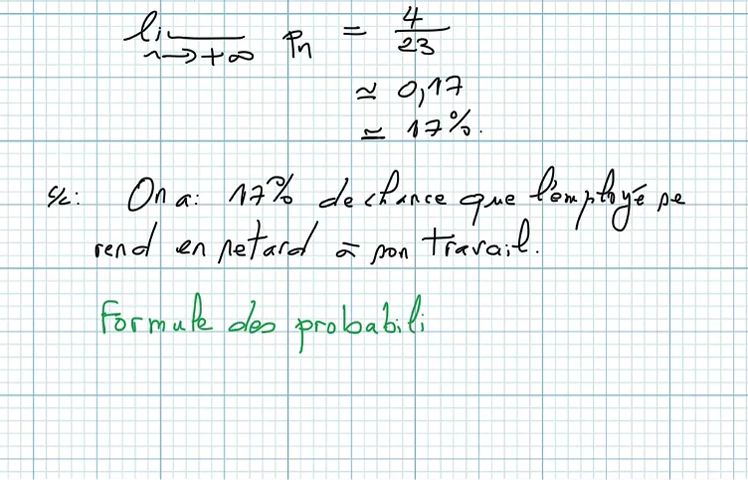 lim Pn = 4/23
n→+∞
≃ 0,17
≃ 17%.
c/c: On a: 17% de chance que l'employé se
rend en retard à son travail.
Formule des probabili